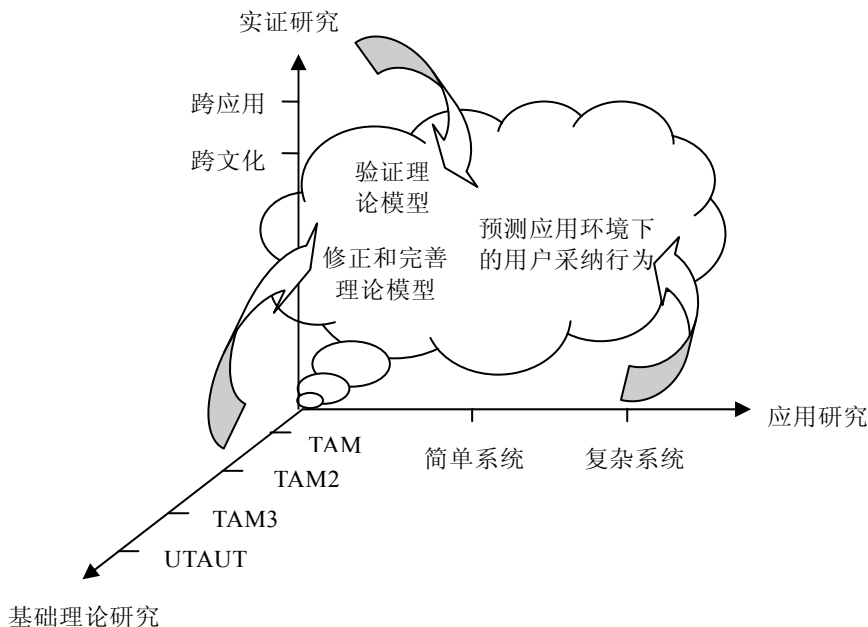 实证研究
跨应用
跨文化
验证理
论模型
预测应用环境下
的用户采纳行为
修正和完善
理论模型
应用研究
简单系统
复杂系统
TAM
TAM2
TAM3
UTAUT
基础理论研究